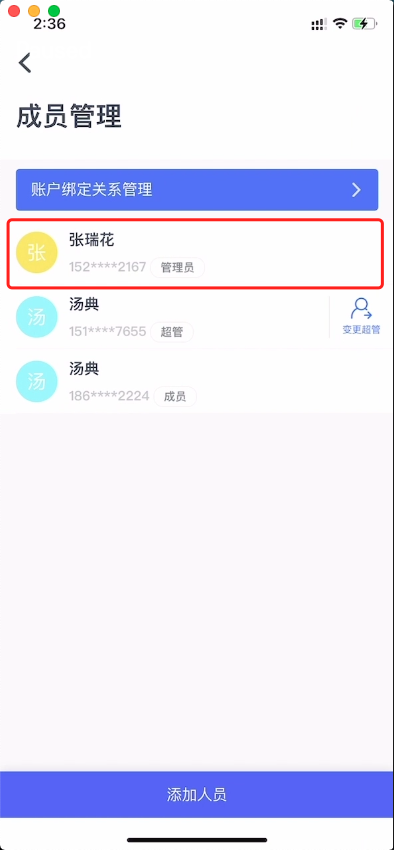 2:36
成员管理
账户绑定关系管理
张
张瑞花
152****2167 管理员
汤
汤典
151****7655 超管
变更超管
汤
汤典
186****2224 成员
添加人员